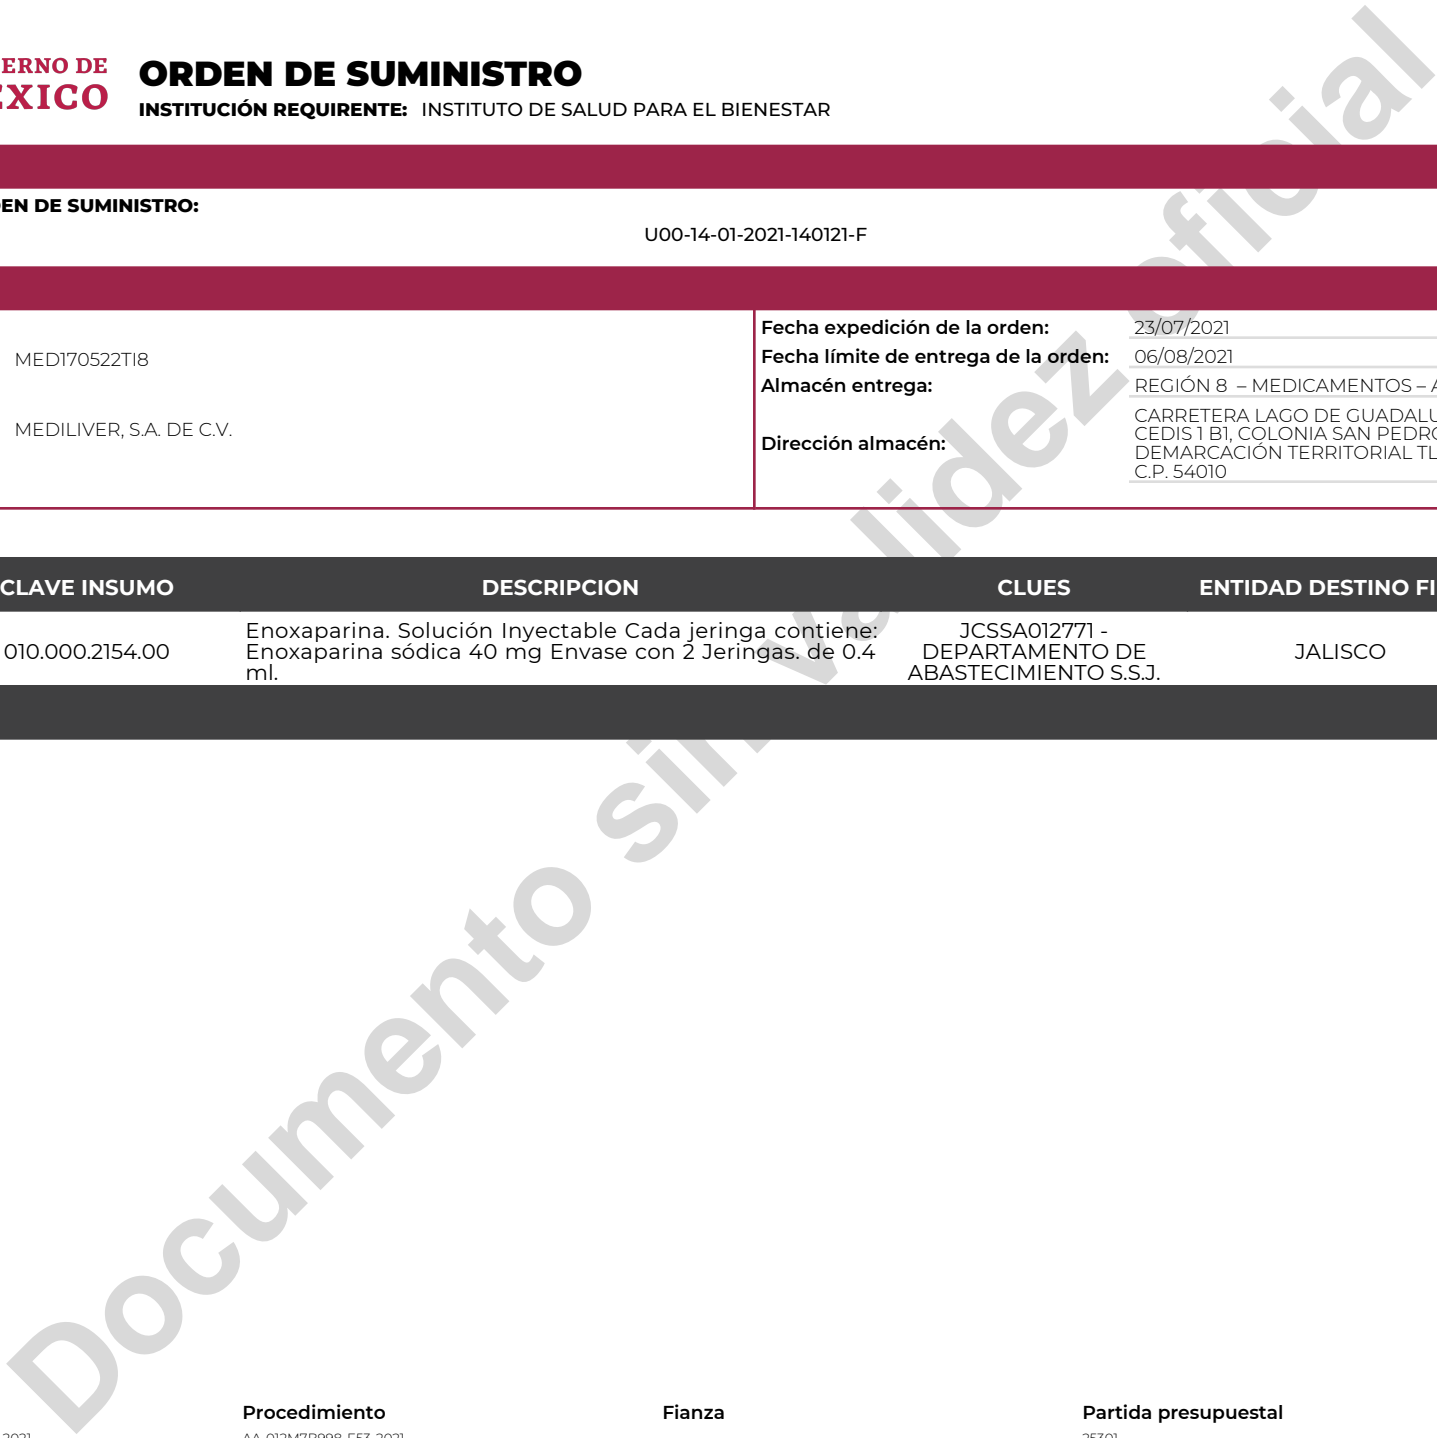 ERNO DE
EXICO
ORDEN DE SUMINISTRO
INSTITUCIÓN REQUIRENTE: INSTITUTO DE SALUD PARA EL BIENESTAR
EN DE SUMINISTRO:
U00-14-01-2021-140121-F
MED170522TI8
MEDILIVER, S.A. DE C.V.
Fecha expedición de la orden: 23/07/2021
Fecha límite de entrega de la orden: 06/08/2021
Almacén entrega: REGIÓN 8 – MEDICAMENTOS – A
Dirección almacén:
CARRETERA LAGO DE GUADALU
CEDIS 1 B1, COLONIA SAN PEDRO
DEMARCACIÓN TERRITORIAL TL
C.P. 54010
CLAVE INSUMO DESCRIPCION CLUES ENTIDAD DESTINO FI
010.000.2154.00
Enoxaparina. Solución Inyectable Cada jeringa contiene:
Enoxaparina sódica 40 mg Envase con 2 Jeringas. de 0.4
ml.
JCSSA012771 -
DEPARTAMENTO DE
ABASTECIMIENTO S.S.J.
JALISCO
Documento sin validez oficial
Procedimiento Fianza Partida presupuestal